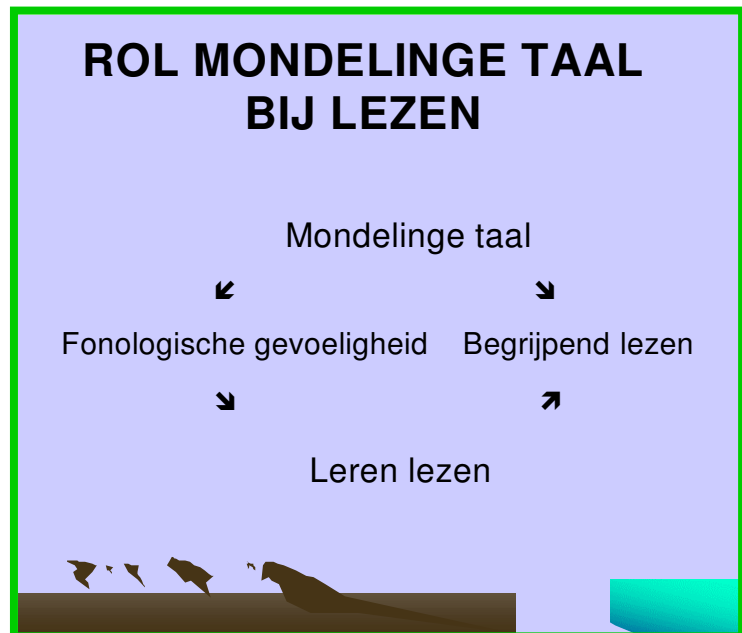 ROL MONDELINGE TAAL
BIJ LEZEN
Mondelinge taal
🡿 🡾
Fonologische gevoeligheid Begrijpend lezen
🡾 🡽
Leren lezen